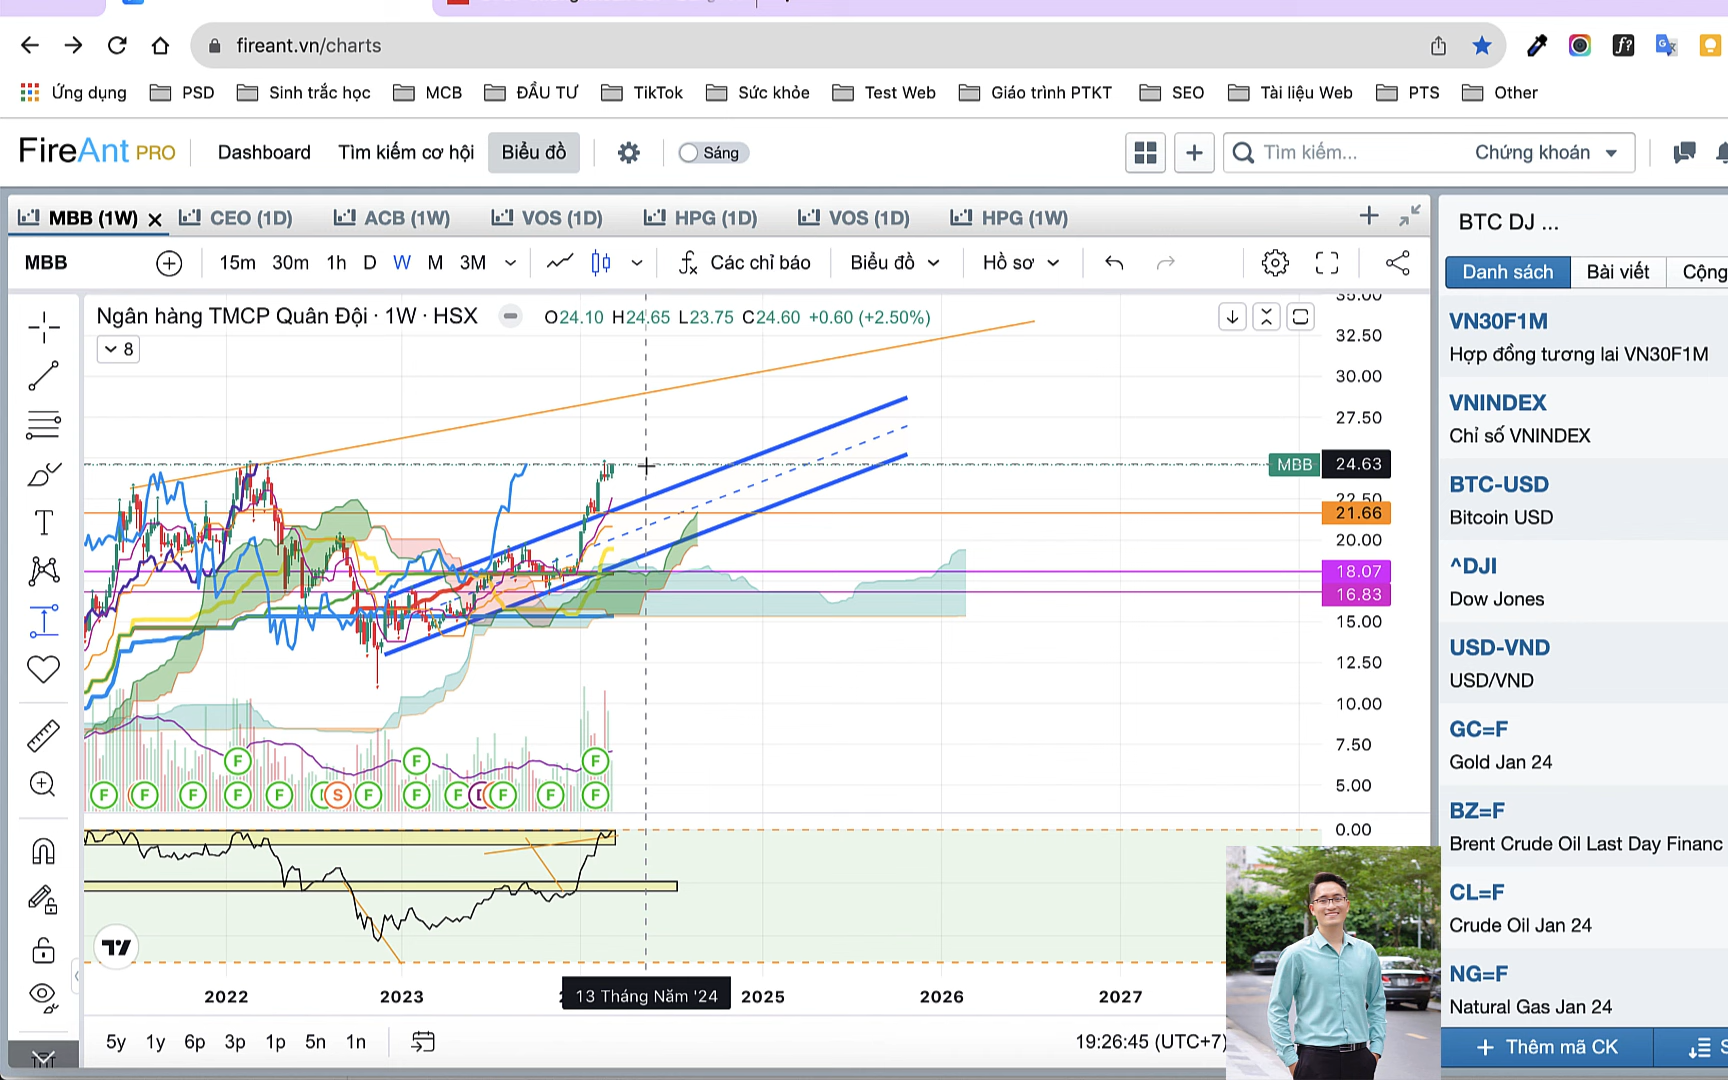 fireant.vn/charts
Ứng dụng PSD Sinh trắc học MCB ĐẦU TƯ TikTok Sức khỏe Test Web Giáo trình PTKT SEO Tài liệu Web PTS Other
FireAnt PRO Dashboard Tìm kiếm cơ hội Biểu đồ Sáng Tìm kiếm... Chứng khoán
MBB (1W) CEO (1D) ACB (1W) VOS (1D) HPG (1D) VOS (1D) HPG (1W)
MBB 15m 30m 1h D W M 3M Các chỉ báo Biểu đồ Hồ sơ
Ngân hàng TMCP Quân Đội · 1W · HSX O24.10 H24.65 L23.75 C24.60 +0.60 (+2.50%)
8
35.00
32.50
30.00
27.50
MBB 24.63
22.50
21.66
20.00
18.07
16.83
15.00
12.50
10.00
7.50
5.00
0.00
F F F
F F F F F S F F F F F F
2022 2023 13 Tháng Năm '24 2025 2026 2027
5y 1y 6p 3p 1p 5n 1n 19:26:45 (UTC+7)
BTC DJ ...
Danh sách Bài viết Cộng
VN30F1M
Hợp đồng tương lai VN30F1M
VNINDEX
Chỉ số VNINDEX
BTC-USD
Bitcoin USD
^DJI
Dow Jones
USD-VND
USD/VND
GC=F
Gold Jan 24
BZ=F
Brent Crude Oil Last Day Financ
CL=F
Crude Oil Jan 24
NG=F
Natural Gas Jan 24
+ Thêm mã CK